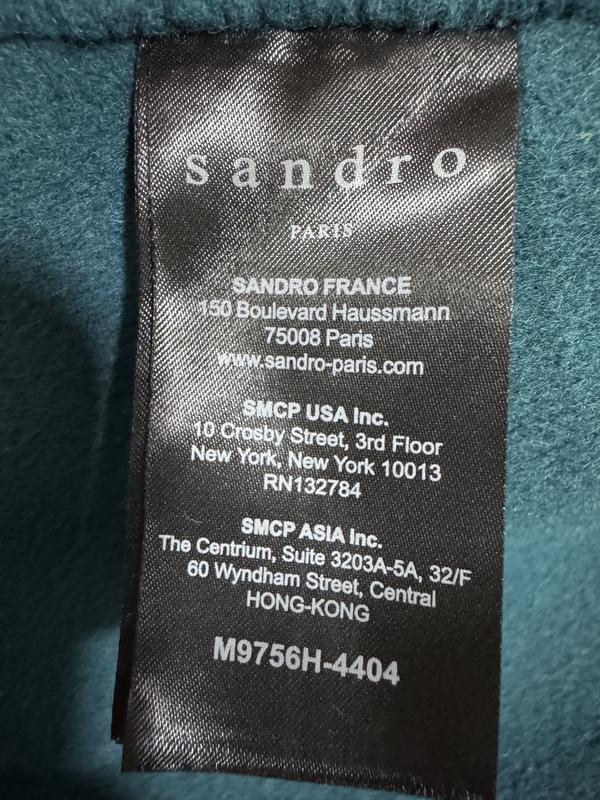 sandro
PARIS
SANDRO FRANCE
150 Boulevard Haussmann
75008 Paris
www.sandro-paris.com
SMCP USA Inc.
10 Crosby Street, 3rd Floor
New York, New York 10013
RN132784
SMCP ASIA Inc.
The Centrium, Suite 3203A-5A, 32/F
60 Wyndham Street, Central
HONG-KONG
M9756H-4404